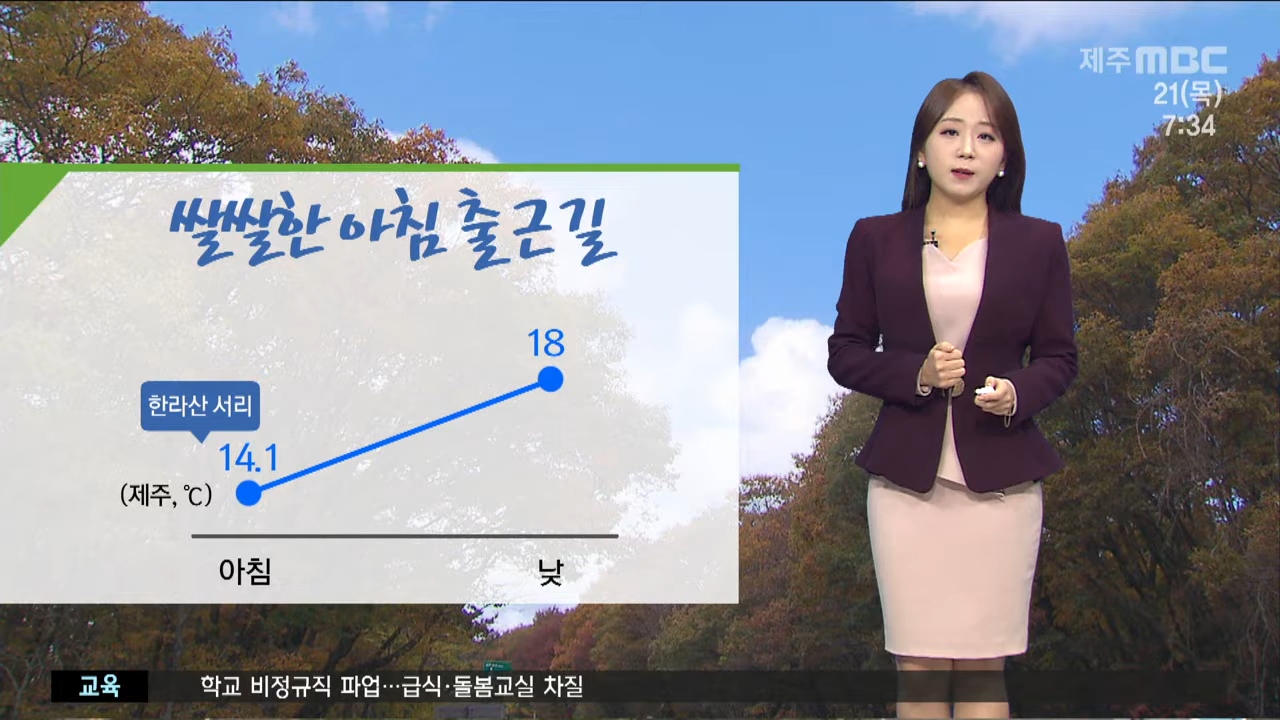 제주MBC
21(목)
7:34
쌀쌀한 아침 출근길
18
한라산 서리
14.1
(제주, ℃)
아침 낮
교육 학교 비정규직 파업…급식·돌봄교실 차질